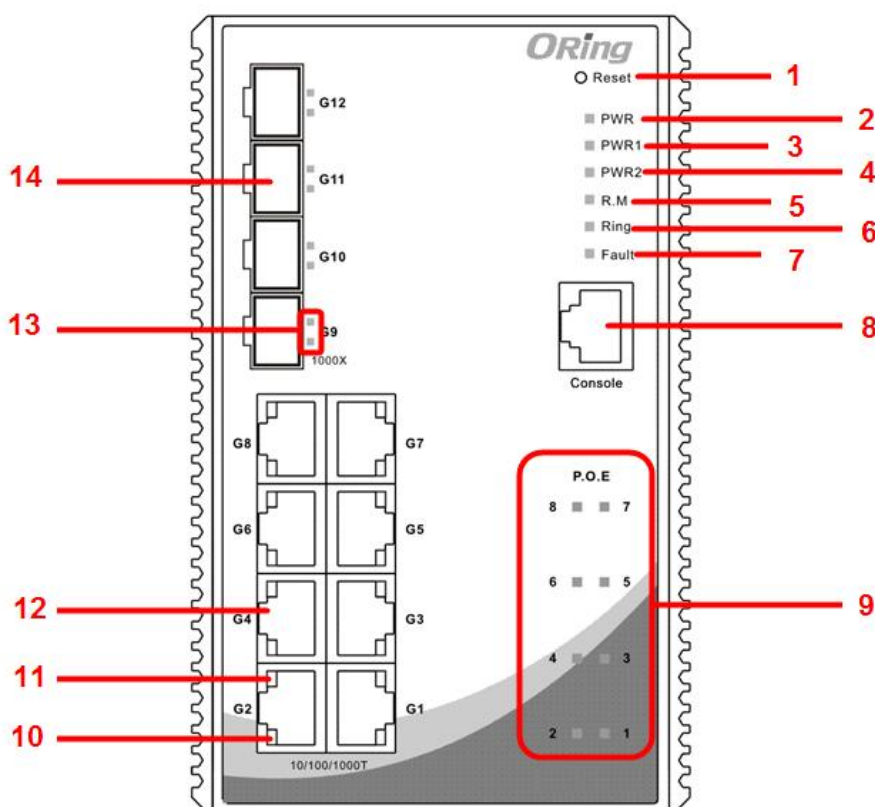 ORing
Reset 1
PWR 2
G12
PWR1 3
PWR2 4
14 G11
R.M 5
Ring 6
Fault 7
G10
13 G9 8
1000X
Console
G8 G7
P.O.E
8 7
G6 G5
6 5
12 G4 G3 9
4 3
11
G2 G1
10 2 1
10/100/1000T